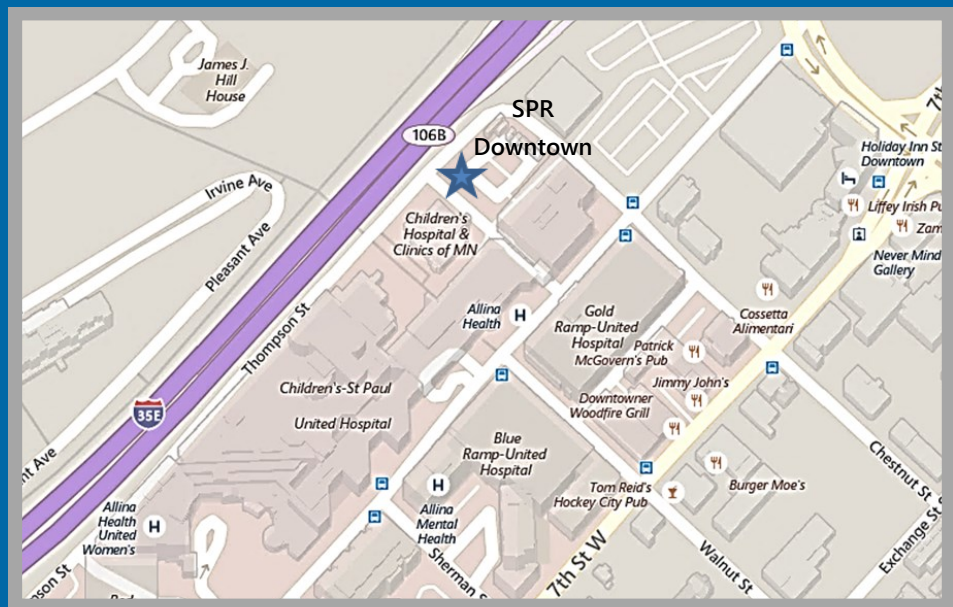 James J.
Hill
House
SPR
Downtown
106B
7th
Holiday Inn St
Downtown
Irvine Ave
Liffey Irish Pu
Zam
Children's
Hospital &
Clinics of MN
Pleasant Ave
Never Mind
Gallery
Thompson St
Allina
Health
H
Gold
Ramp-United
Hospital
Cossetta
Alimentari
Patrick
McGovern's Pub
Jimmy John's
Children's-St Paul
United Hospital
Downtowner
Woodfire Grill
35E
Blue
Ramp-United
Hospital
nt Ave
Chestnut St
Tom Reid's
Hockey City Pub
Burger Moe's
H
Allina
Mental
Health
Allina
Health
United
Women's
H
Sherman St
7th St W
Walnut St
Exchange St
pson St